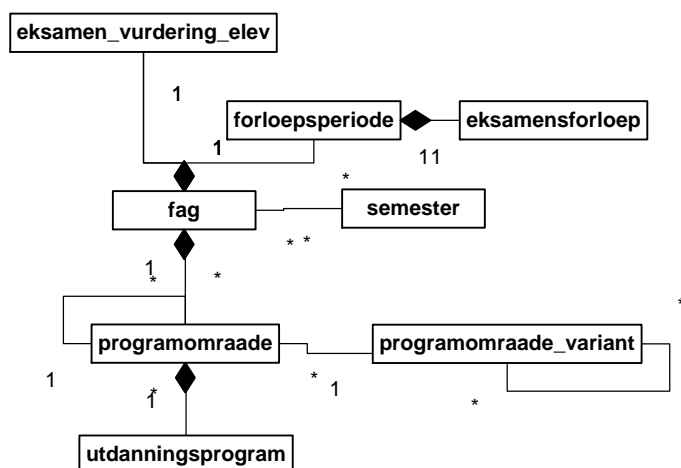 eksamen_vurdering_elev
1
forloepsperiode
eksamensforloep
1
11
*
fag
semester
* *
1
*
*
*
programomraade
programomraade_variant
1
*
1
*
1
*
utdanningsprogram